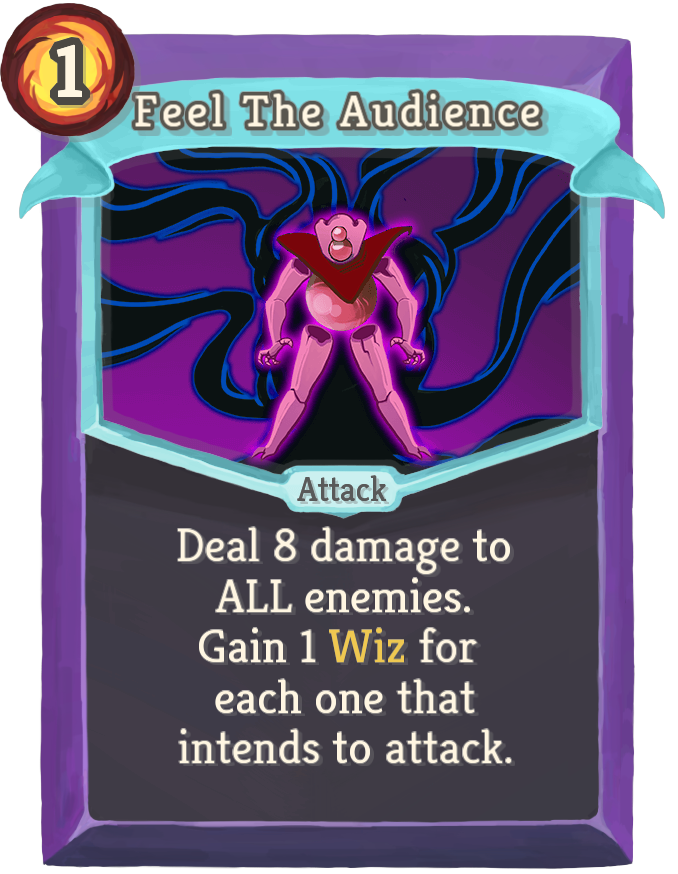 1
Feel The Audience
Attack
Deal 8 damage to
ALL enemies.
Gain 1 Wiz for
each one that
intends to attack.